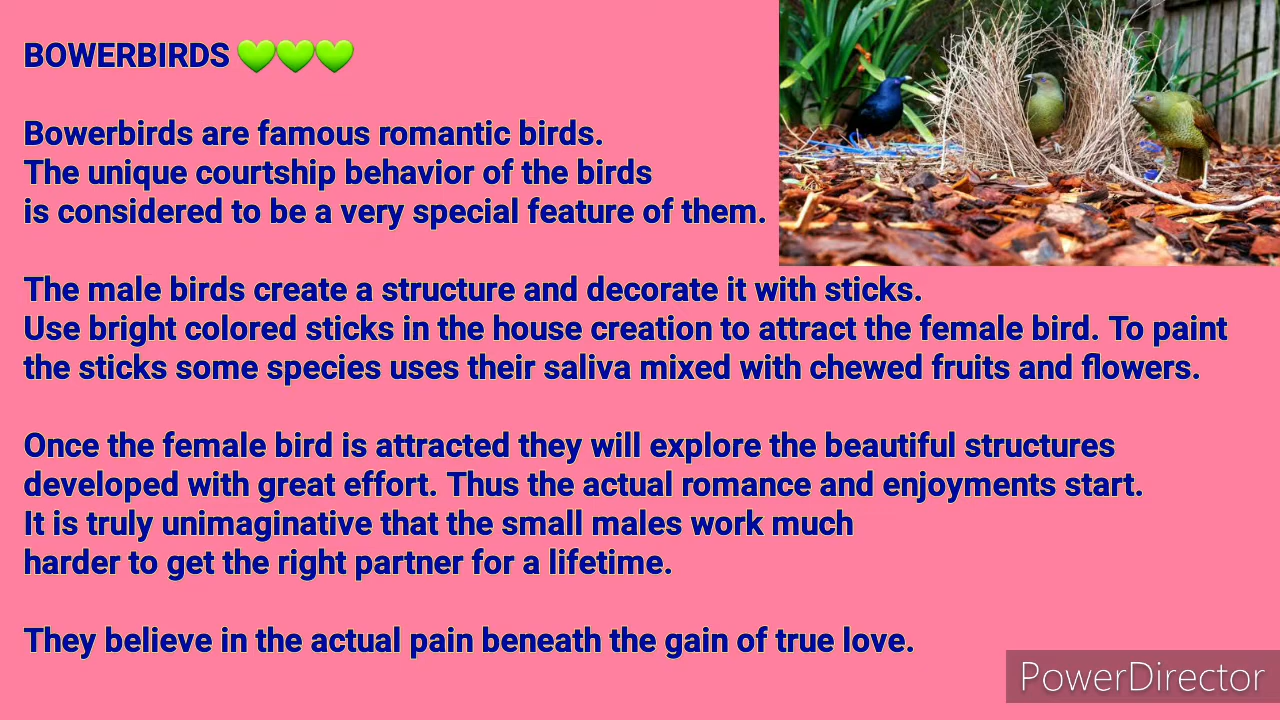 BOWERBIRDS 💚💚💚
Bowerbirds are famous romantic birds.
The unique courtship behavior of the birds
is considered to be a very special feature of them.
The male birds create a structure and decorate it with sticks.
Use bright colored sticks in the house creation to attract the female bird. To paint
the sticks some species uses their saliva mixed with chewed fruits and flowers.
Once the female bird is attracted they will explore the beautiful structures
developed with great effort. Thus the actual romance and enjoyments start.
It is truly unimaginative that the small males work much
harder to get the right partner for a lifetime.
They believe in the actual pain beneath the gain of true love.
PowerDirector